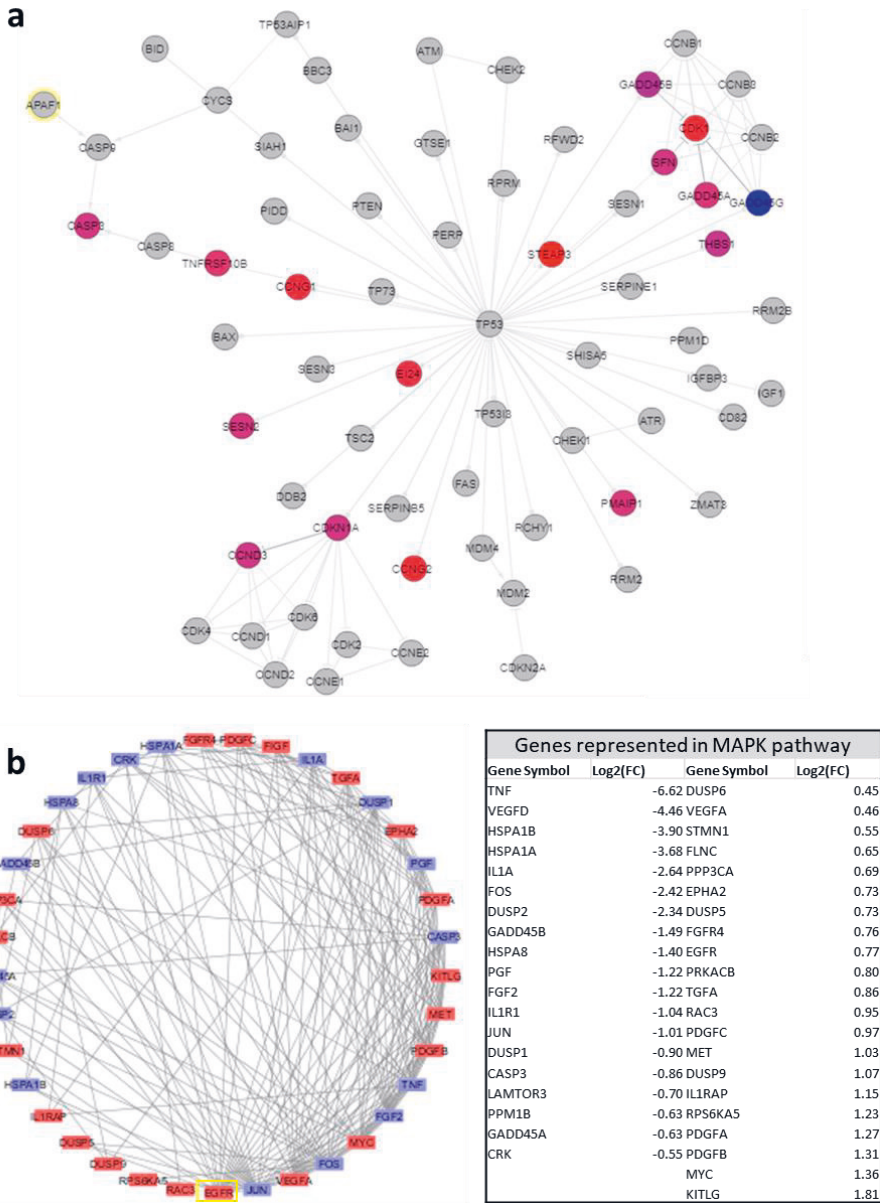 a
TP53AIP1
BID
BBC3
ATM
CHEK2
CCNB1
GADD45B
CCNB3
APAF1
CYCS
BAI1
GTSE1
RFWD2
CDK1
CCNB2
CASP9
SIAH1
SFN
RPRM
PIDD
PTEN
SESN1
GADD45A
GADD45G
PERP
CASP3
CASP8
TNFRSF10B
STEAP3
THBS1
CCNG1
TP73
SERPINE1
TP53
RRM2B
BAX
PPM1D
SESN3
EI24
SHISA5
IGFBP3
IGF1
SESN2
TP53I3
CD82
TSC2
CHEK1
ATR
DDB2
SERPINB5
FAS
PMAIP1
ZMAT3
CDKN1A
RCHY1
CCND3
CCNG2
MDM4
MDM2
RRM2
CDK4
CCND1
CDK6
CDK2
CCNE2
CCND2
CCNE1
CDKN2A
b
FGFR4
PDGFC
FIGF
HSPA1A
CRK
IL1A
IL1R1
TGFA
HSPA8
DUSP1
DUSP6
EPHA2
ADD45B
PGF
3CA
PDGFA
CB
CASP3
5A
KITLG
P2
MET
TMN1
PDGFB
HSPA1B
TNF
IL1RAP
FGF2
DUSP5
MYC
DUSP9
FOS
RPS6KA5
VEGFA
RAC3
EGFR
JUN
Genes represented in MAPK pathway
Gene Symbol Log2(FC) Gene Symbol Log2(FC)
TNF -6.62 DUSP6 0.45
VEGFD -4.46 VEGFA 0.46
HSPA1B -3.90 STMN1 0.55
HSPA1A -3.68 FLNC 0.65
IL1A -2.64 PPP3CA 0.69
FOS -2.42 EPHA2 0.73
DUSP2 -2.34 DUSP5 0.73
GADD45B -1.49 FGFR4 0.76
HSPA8 -1.40 EGFR 0.77
PGF -1.22 PRKACB 0.80
FGF2 -1.22 TGFA 0.86
IL1R1 -1.04 RAC3 0.95
JUN -1.01 PDGFC 0.97
DUSP1 -0.90 MET 1.03
CASP3 -0.86 DUSP9 1.07
LAMTOR3 -0.70 IL1RAP 1.15
PPM1B -0.63 RPS6KA5 1.23
GADD45A -0.63 PDGFA 1.27
CRK -0.55 PDGFB 1.31
MYC 1.36
KITLG 1.81